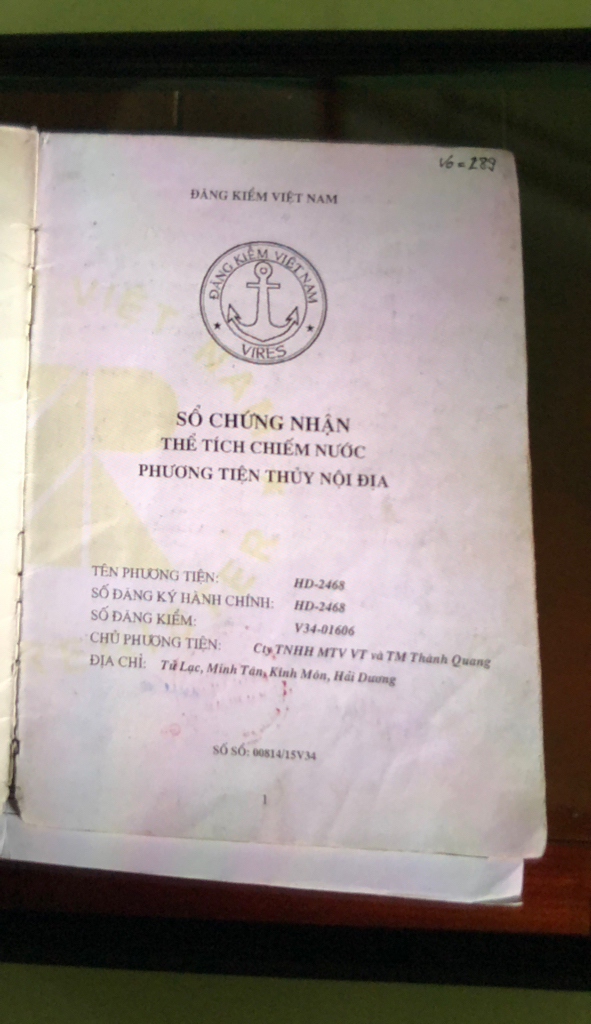 V6 = 289
ĐĂNG KIỂM VIỆT NAM
ĐĂNG KIỂM VIỆT NAM
VIRES
VIỆT NAM
SỔ CHỨNG NHẬN
THỂ TÍCH CHIẾM NƯỚC
PHƯƠNG TIỆN THỦY NỘI ĐỊA
TÊN PHƯƠNG TIỆN: HD-2468
SỐ ĐĂNG KÝ HÀNH CHÍNH: HD-2468
SỐ ĐĂNG KIỂM: V34-01606
CHỦ PHƯƠNG TIỆN: Cty TNHH MTV VT và TM Thành Quang
ĐỊA CHỈ: Tử Lạc, Minh Tân, Kinh Môn, Hải Dương
SỐ SỔ: 00814/15V34
1